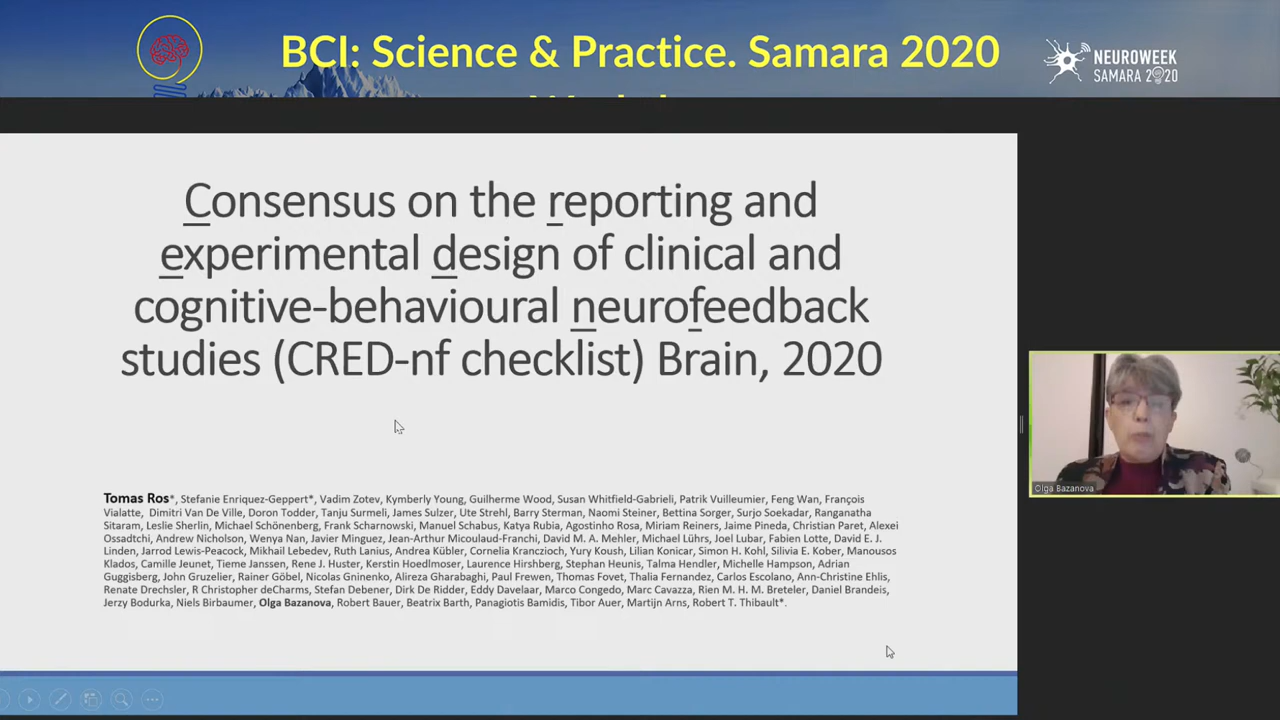 BCI: Science & Practice. Samara 2020
NEUROWEEK
SAMARA 2020
Consensus on the reporting and
experimental design of clinical and
cognitive-behavioural neurofeedback
studies (CRED-nf checklist) Brain, 2020
Tomas Ros*, Stefanie Enriquez-Geppert*, Vadim Zotev, Kymberly Young, Guilherme Wood, Susan Whitfield-Gabrieli, Patrik Vuilleumier, Feng Wan, François
Vialatte, Dimitri Van De Ville, Doron Todder, Tanju Surmeli, James Sulzer, Ute Strehl, Barry Sterman, Naomi Steiner, Bettina Sorger, Surjo Soekadar, Ranganatha
Sitaram, Leslie Sherlin, Michael Schönenberg, Frank Scharnowski, Manuel Schabus, Katya Rubia, Agostinho Rosa, Miriam Reiners, Jaime Pineda, Christian Paret, Alexei
Ossadtchi, Andrew Nicholson, Wenya Nan, Javier Minguez, Jean-Arthur Micoulaud-Franchi, David M. A. Mehler, Michael Lührs, Joel Lubar, Fabien Lotte, David E. J.
Linden, Jarrod Lewis-Peacock, Mikhail Lebedev, Ruth Lanius, Andrea Kübler, Cornelia Kranczioch, Yury Koush, Lilian Konicar, Simon H. Kohl, Silivia E. Kober, Manousos
Klados, Camille Jeunet, Tieme Janssen, Rene J. Huster, Kerstin Hoedlmoser, Laurence Hirshberg, Stephan Heunis, Talma Hendler, Michelle Hampson, Adrian
Guggisberg, John Gruzelier, Rainer Göbel, Nicolas Gninenko, Alireza Gharabaghi, Paul Frewen, Thomas Fovet, Thalia Fernandez, Carlos Escolano, Ann-Christine Ehlis,
Renate Drechsler, R Christopher deCharms, Stefan Debener, Dirk De Ridder, Eddy Davelaar, Marco Congedo, Marc Cavazza, Rien M. H. M. Breteler, Daniel Brandeis,
Jerzy Bodurka, Niels Birbaumer, Olga Bazanova, Robert Bauer, Beatrix Barth, Panagiotis Bamidis, Tibor Auer, Martijn Arns, Robert T. Thibault*.
Olga Bazanova